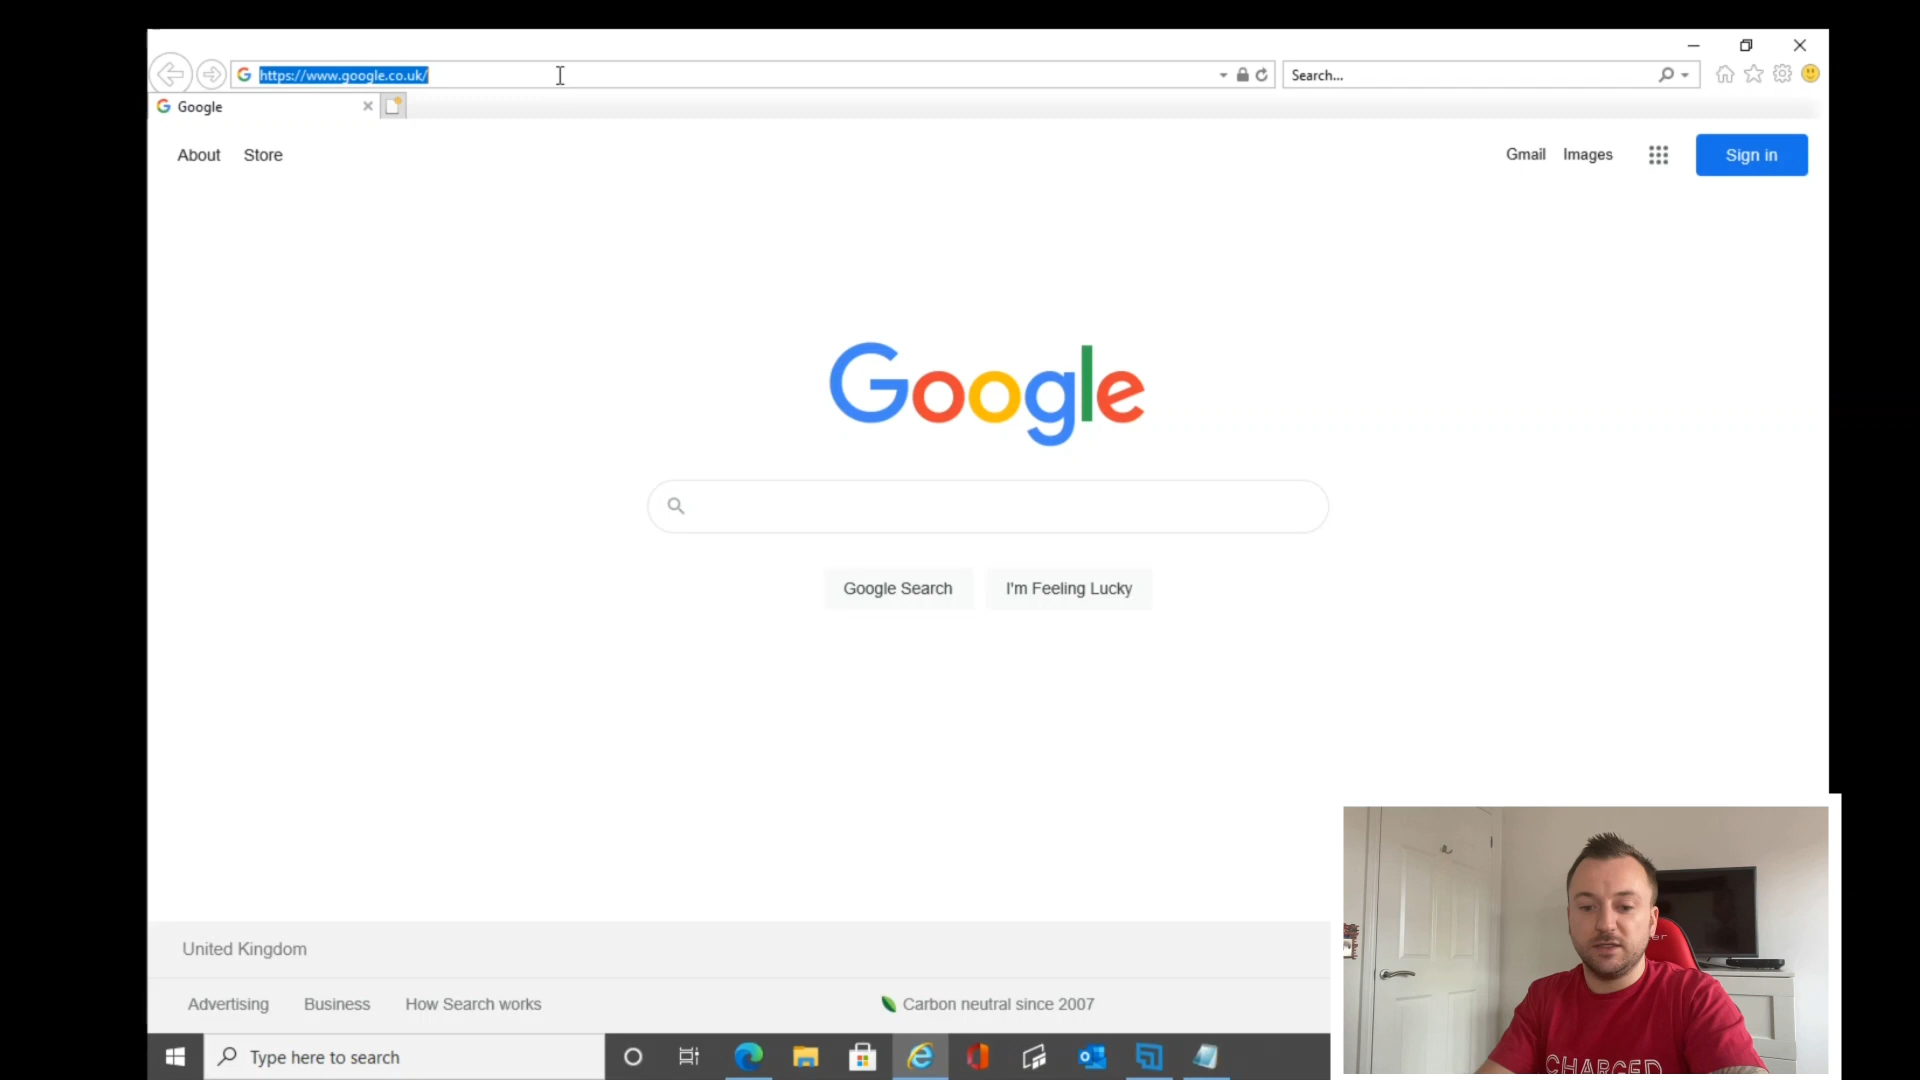 https://www.google.co.uk/
Search...
Google
About Store
Gmail Images Sign in
Google
Google Search I'm Feeling Lucky
United Kingdom
Advertising Business How Search works Carbon neutral since 2007
Type here to search
er
CHARGED